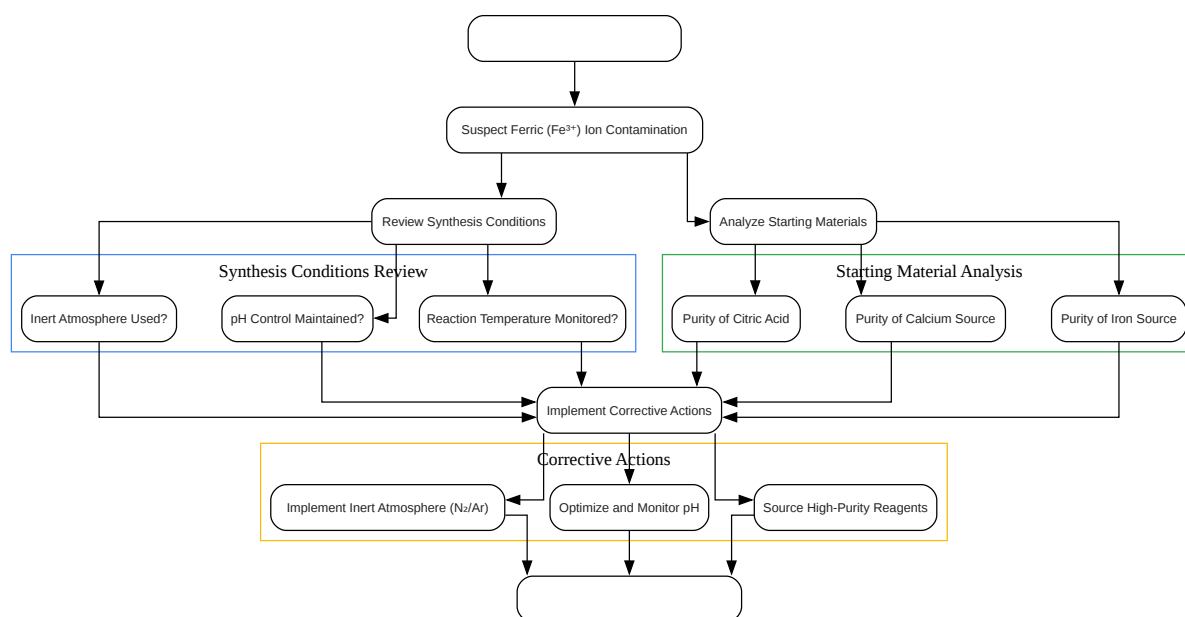 Suspect Ferric (Fe³⁺) Ion Contamination
Review Synthesis Conditions
Analyze Starting Materials
Synthesis Conditions Review
Starting Material Analysis
Inert Atmosphere Used?
pH Control Maintained?
Reaction Temperature Monitored?
Purity of Citric Acid
Purity of Calcium Source
Purity of Iron Source
Implement Corrective Actions
Corrective Actions
Implement Inert Atmosphere (N₂/Ar)
Optimize and Monitor pH
Source High-Purity Reagents